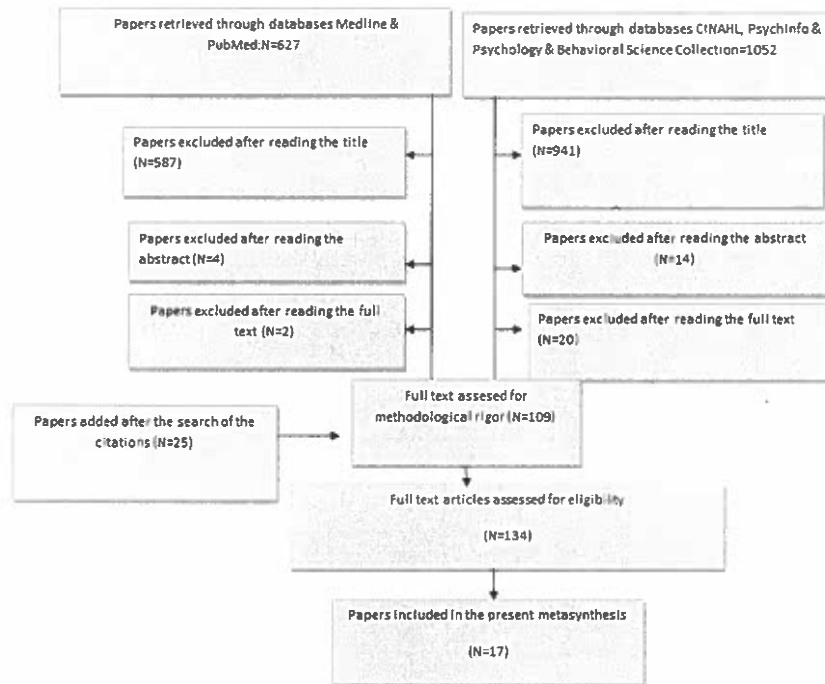 Papers retrieved through databases Medline &
PubMed:N=627
Papers retrieved through databases CINAHL, PsychInfo &
Psychology & Behavioral Science Collection=1052
Papers excluded after reading the title
(N=587)
Papers excluded after reading the title
(N=941)
Papers excluded after reading the
abstract (N=4)
Papers excluded after reading the abstract
(N=14)
Papers excluded after reading the full
text (N=2)
Papers excluded after reading the full text
(N=20)
Full text assesed for
methodological rigor (N=109)
Papers added after the search of the
citations (N=25)
Full text articles assessed for eligibility
(N=134)
Papers included in the present metasynthesis
(N=17)